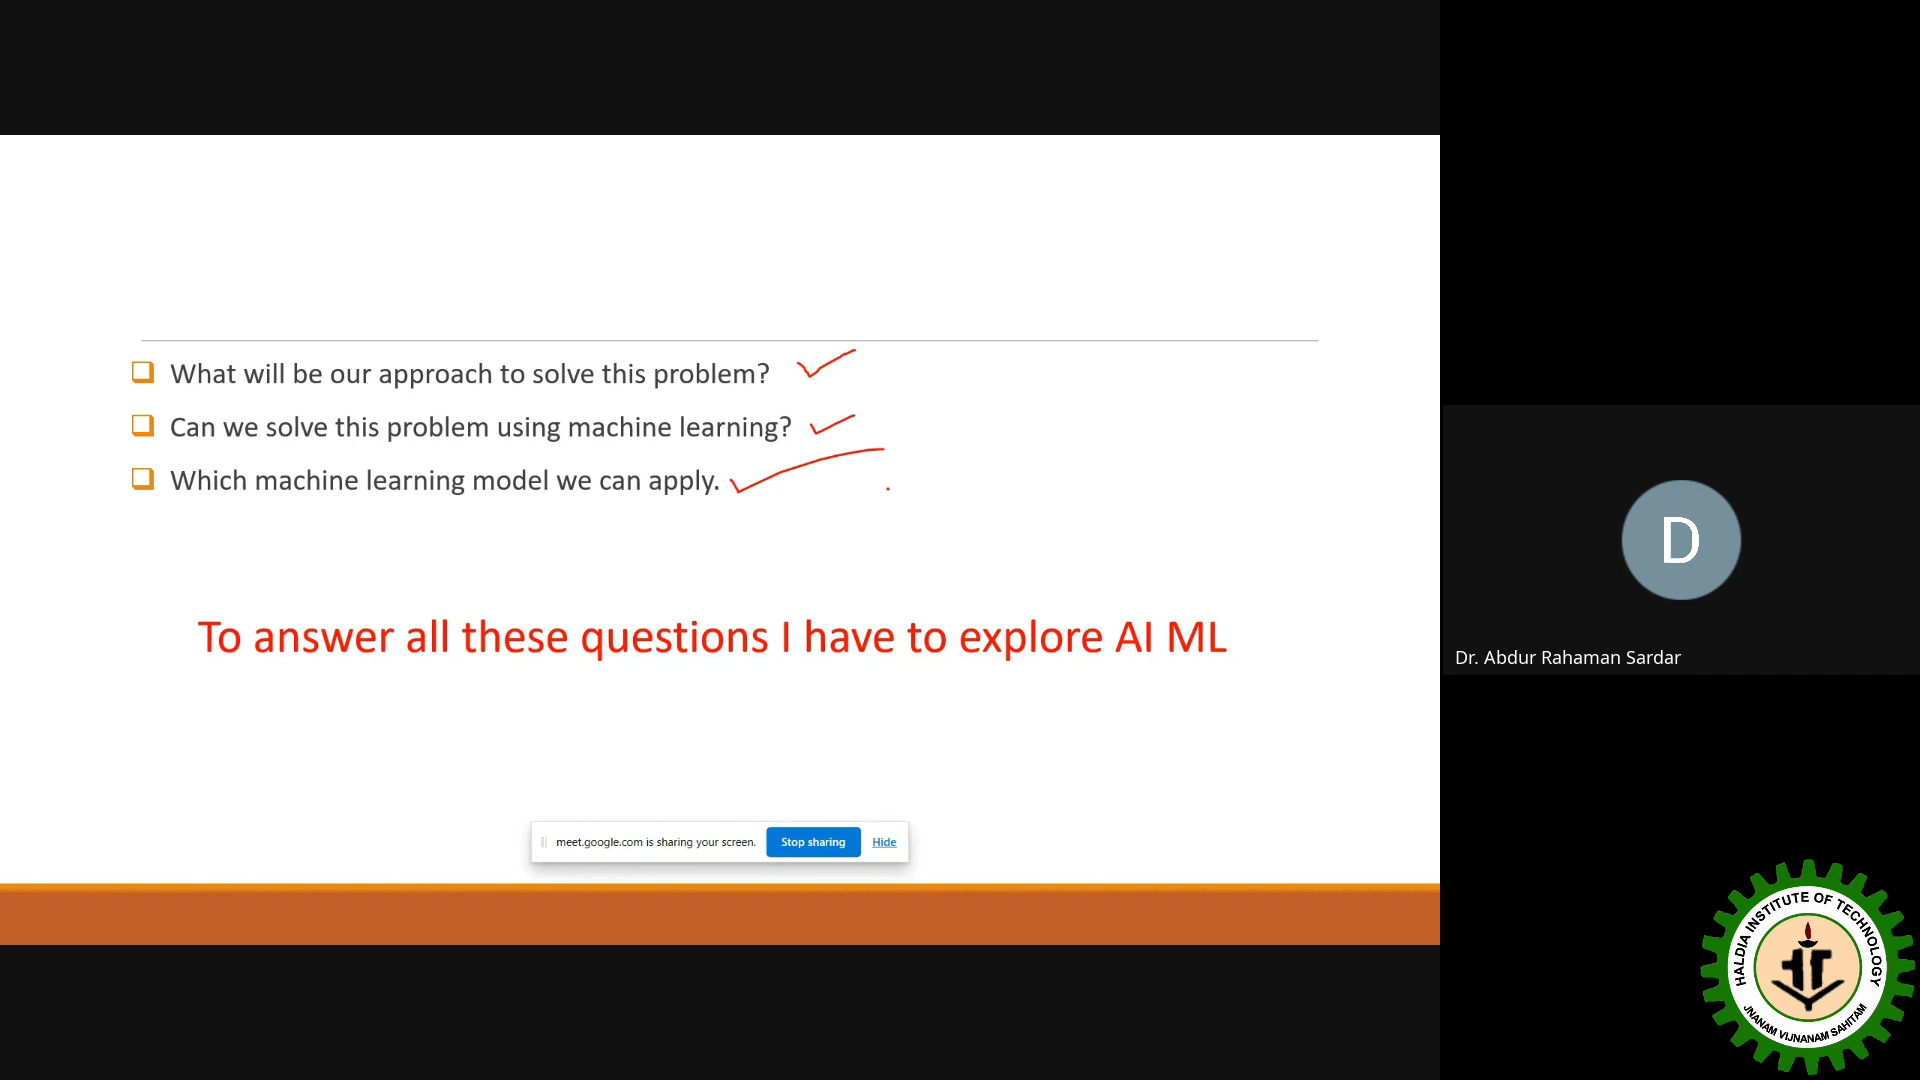 What will be our approach to solve this problem?
Can we solve this problem using machine learning?
Which machine learning model we can apply.
To answer all these questions I have to explore AI ML
meet.google.com is sharing your screen. Stop sharing Hide
D
Dr. Abdur Rahaman Sardar
HALDIA INSTITUTE OF TECHNOLOGY
JNANAM VIJNANAM SAHITAM